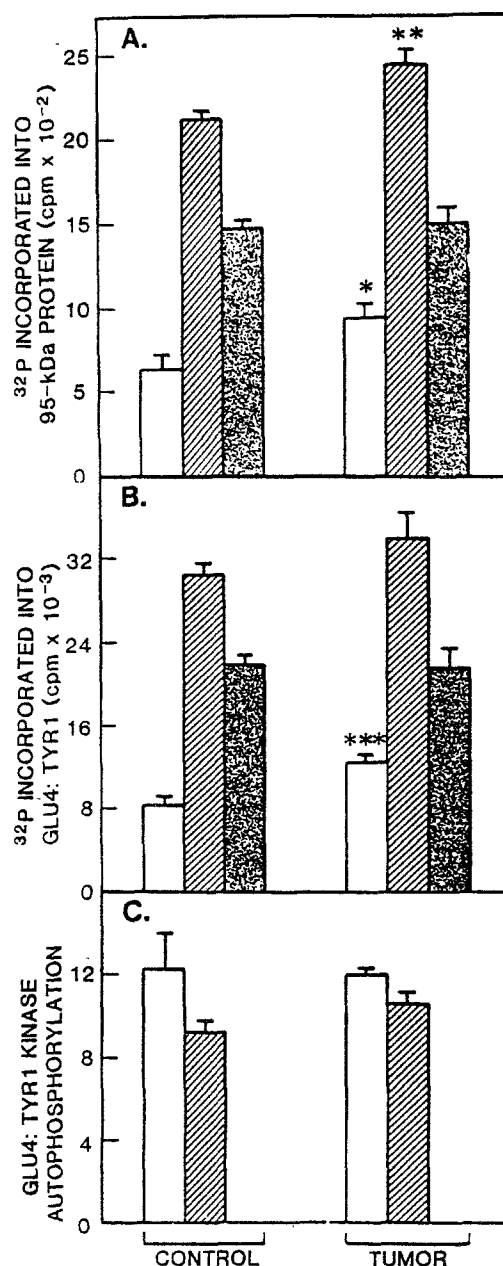 A.
**
25
20
*
15
10
5
0
³²P INCORPORATED INTO
95-kDa PROTEIN (cpm x 10⁻²)
B.
32
24
***
16
8
0
³²P INCORPORATED INTO
GLU4: TYR1 (cpm x 10⁻³)
C.
12
8
4
0
GLU4: TYR1 KINASE
AUTOPHOSPHORYLATION
CONTROL
TUMOR